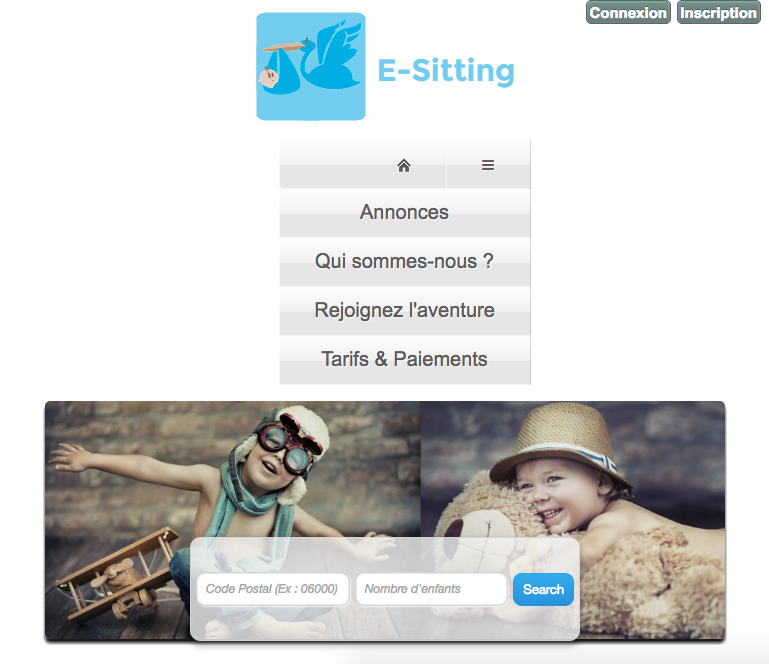 Connexion Inscription
E-Sitting
Annonces
Qui sommes-nous ?
Rejoignez l'aventure
Tarifs & Paiements
Code Postal (Ex : 06000) Nombre d'enfants Search